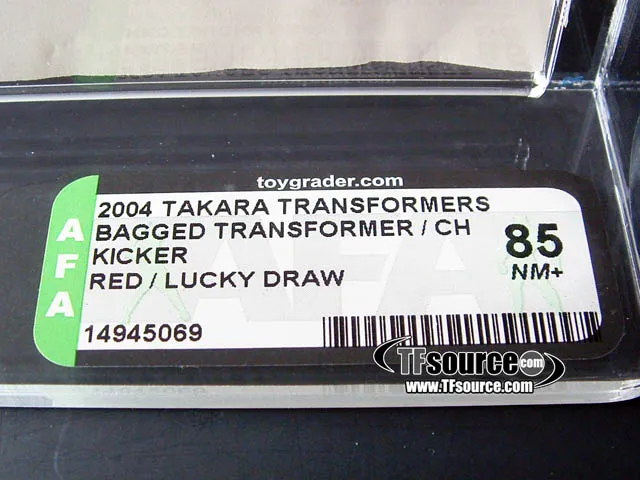 toygrader.com
AFA
2004 TAKARA TRANSFORMERS
BAGGED TRANSFORMER / CH
KICKER
RED / LUCKY DRAW
85
NM+
14945069
TFsource.com
www.TFsource.com